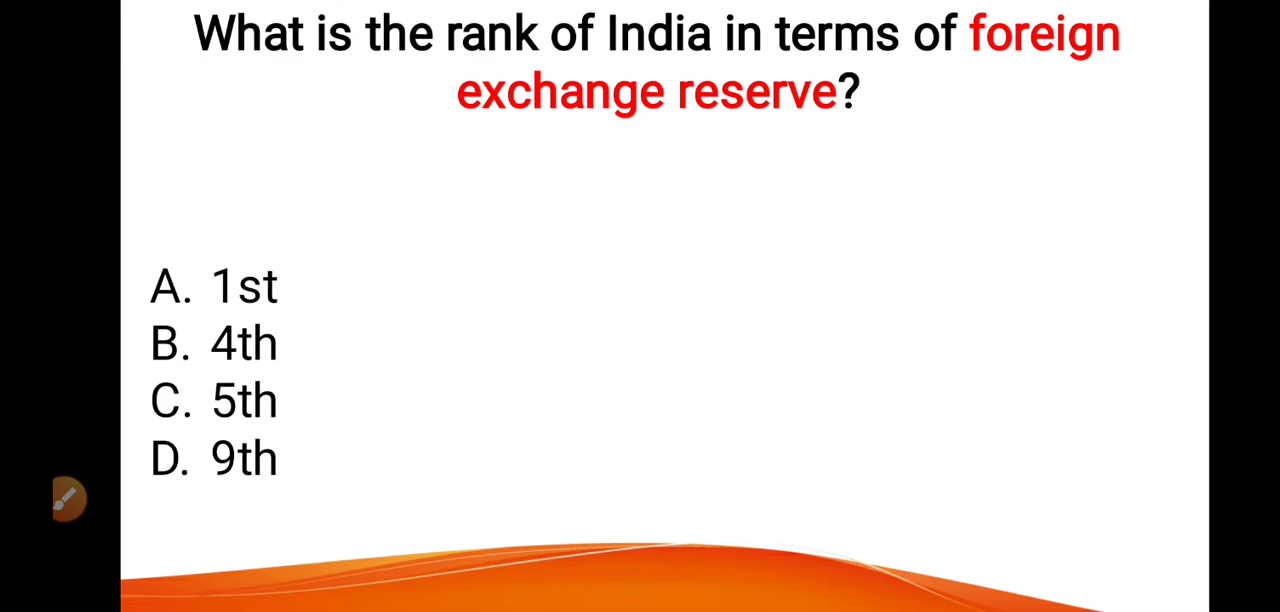 What is the rank of India in terms of foreign
exchange reserve?
A. 1st
B. 4th
C. 5th
D. 9th